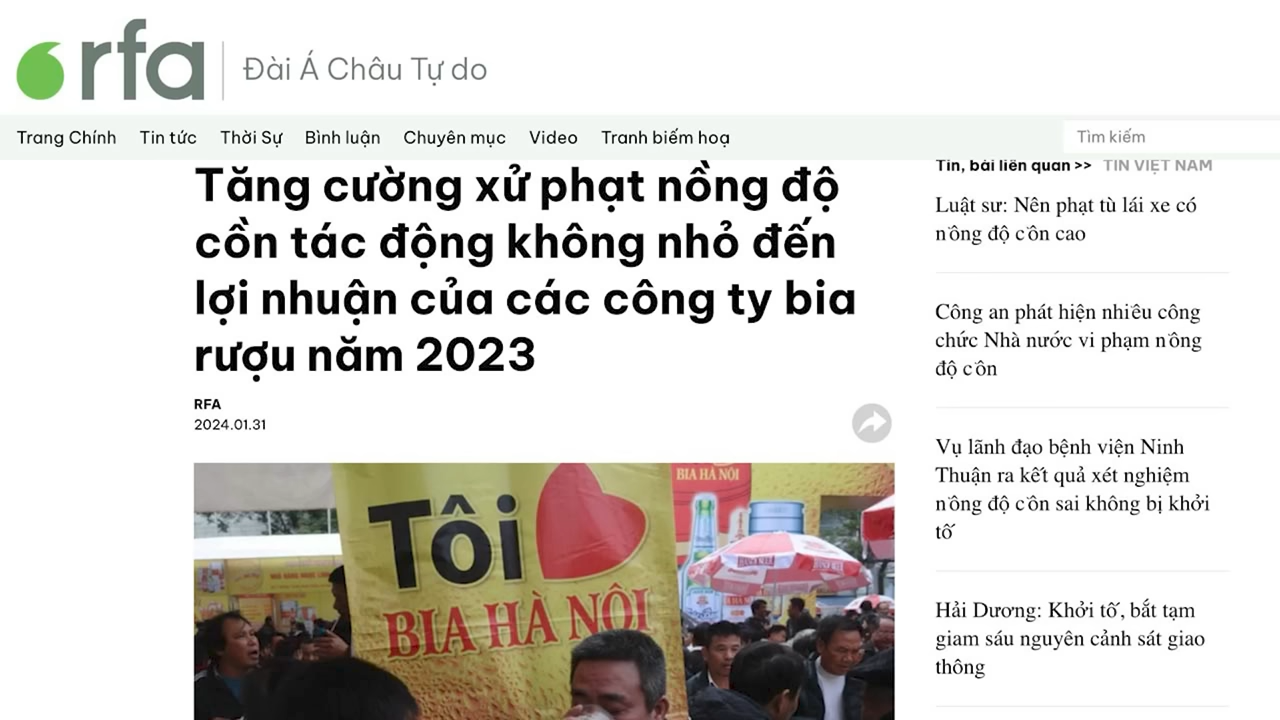 rfa
Đài Á Châu Tự do
Trang Chính Tin tức Thời Sự Bình luận Chuyên mục Video Tranh biếm hoạ
Tìm kiếm
Tăng cường xử phạt nồng độ
cồn tác động không nhỏ đến
lợi nhuận của các công ty bia
rượu năm 2023
RFA
2024.01.31
Tôi
BIA HÀ NỘI
BIA HÀ NỘI
Tin, bài liên quan >> TIN VIỆT NAM
Luật sư: Nên phạt tù lái xe có
nồng độ cồn cao
Công an phát hiện nhiều công
chức Nhà nước vi phạm nồng
độ cồn
Vụ lãnh đạo bệnh viện Ninh
Thuận ra kết quả xét nghiệm
nồng độ cồn sai không bị khởi
tố
Hải Dương: Khởi tố, bắt tạm
giam sáu nguyên cảnh sát giao
thông